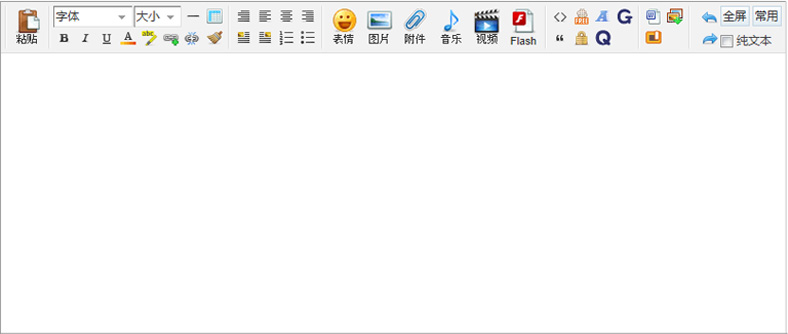 粘贴
字体 大小
B I U A abc
表情 图片 附件 音乐 视频 Flash
<> A G
“ Q
全屏 常用
纯文本